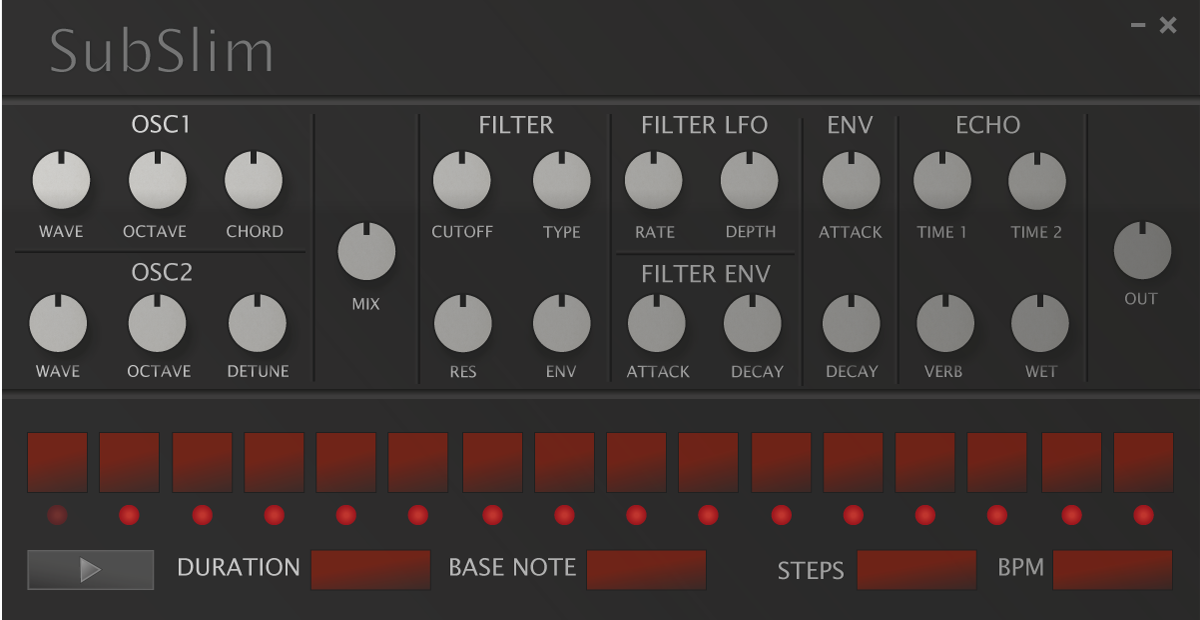 SubSlim
OSC1
WAVE OCTAVE CHORD
OSC2
WAVE OCTAVE DETUNE
MIX
FILTER
CUTOFF TYPE
RES ENV
FILTER LFO
RATE DEPTH
FILTER ENV
ATTACK DECAY
ENV
ATTACK
DECAY
ECHO
TIME 1 TIME 2
VERB WET
OUT
DURATION BASE NOTE STEPS BPM